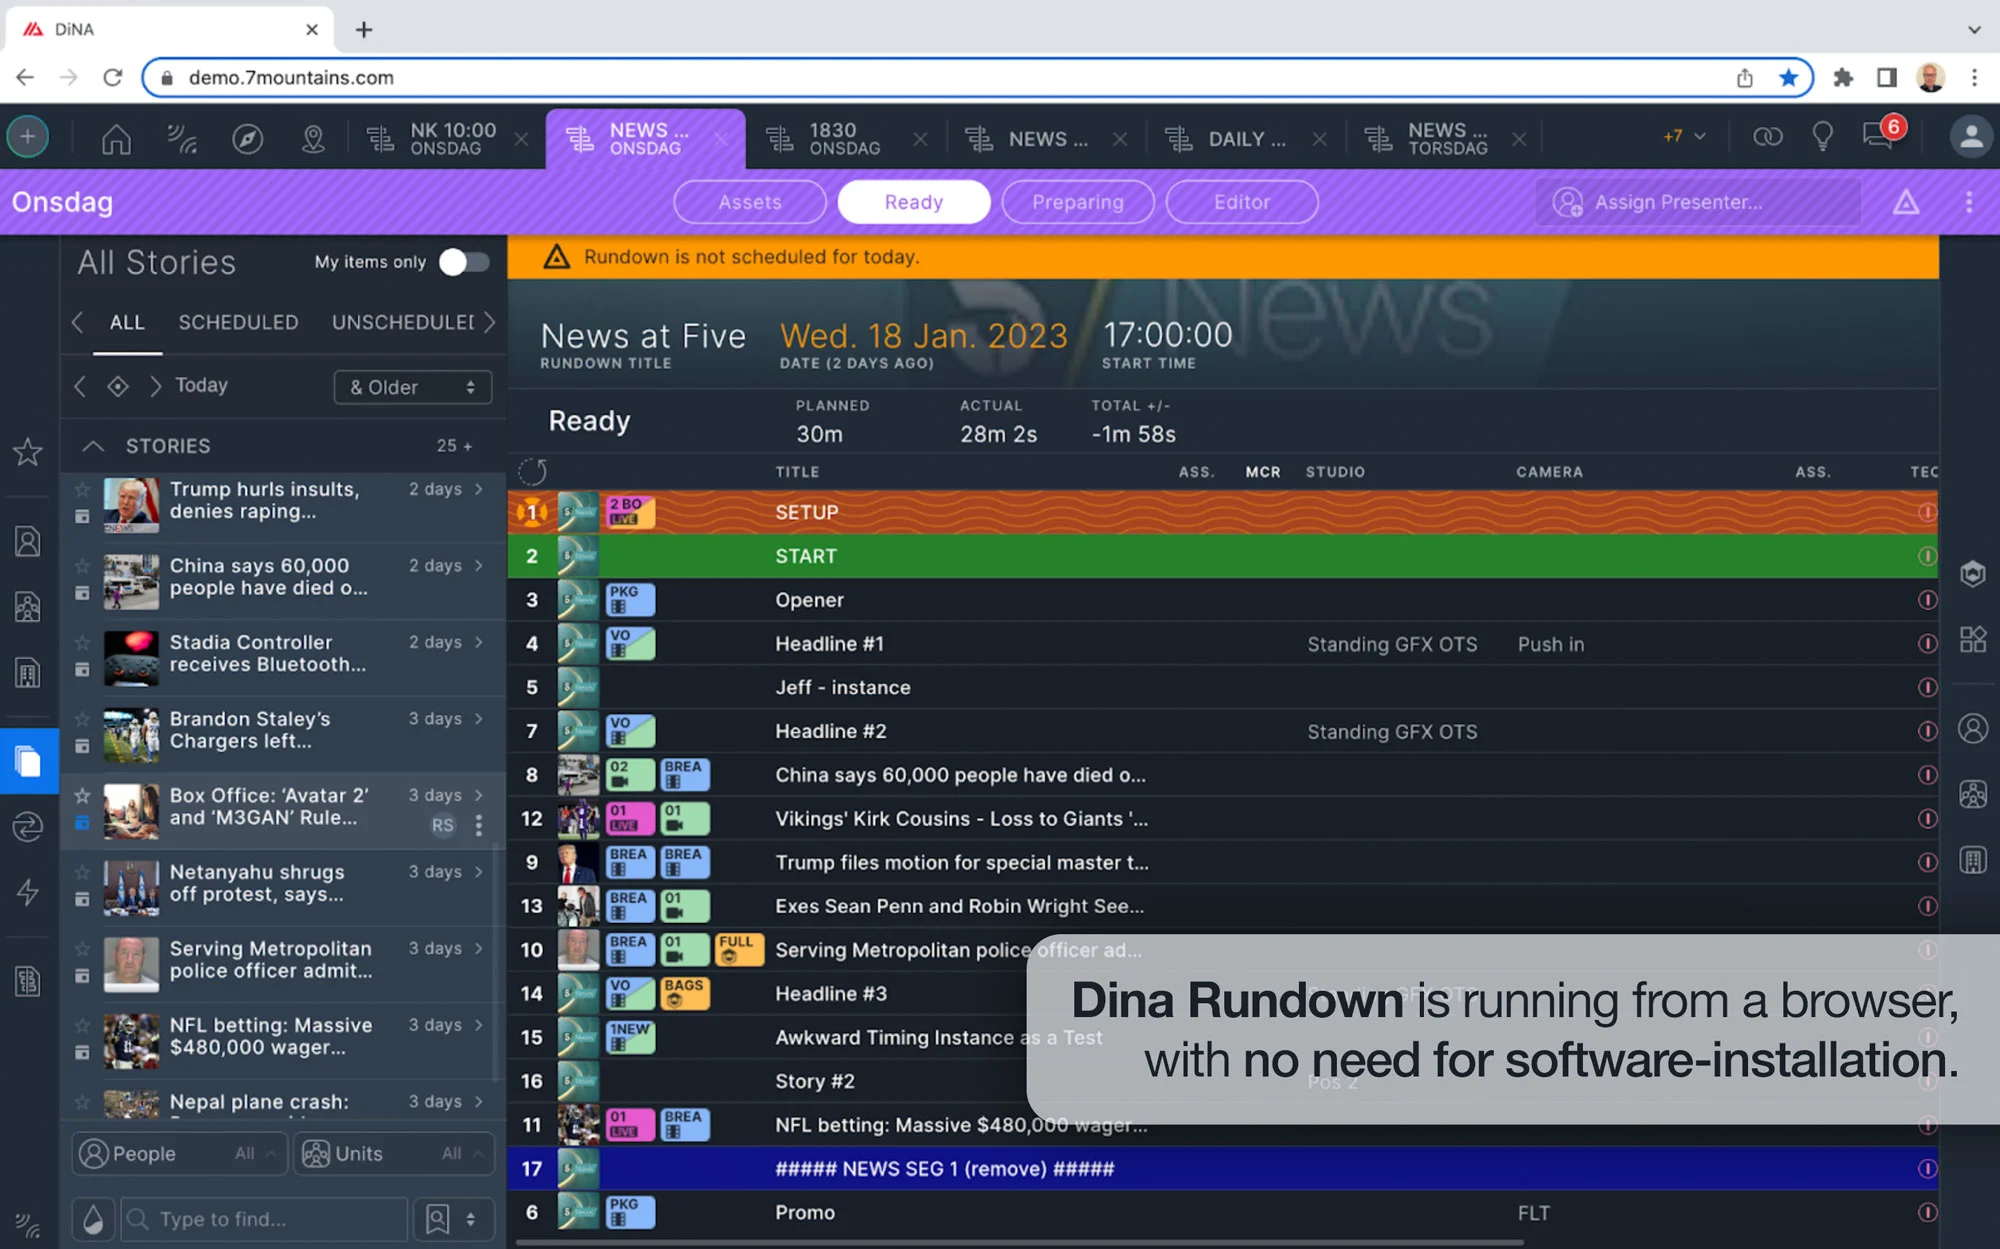 DiNA
demo.7mountains.com
NK 10:00
ONSDAG
NEWS ...
ONSDAG
1830
ONSDAG
NEWS ...
DAILY ...
NEWS ...
TORSDAG
+7
6
Onsdag
Assets
Ready
Preparing
Editor
Assign Presenter...
All Stories
My items only
ALL
SCHEDULED
UNSCHEDULE
Today
& Older
STORIES
25 +
Trump hurls insults,
denies raping...
2 days
China says 60,000
people have died o...
2 days
Stadia Controller
receives Bluetooth...
2 days
Brandon Staley's
Chargers left...
3 days
Box Office: 'Avatar 2'
and 'M3GAN' Rule...
3 days
RS
Netanyahu shrugs
off protest, says...
3 days
Serving Metropolitan
police officer admit...
3 days
NFL betting: Massive
$480,000 wager...
3 days
Nepal plane crash:
3 days
People All
Units All
Type to find...
Rundown is not scheduled for today.
News
News at Five
RUNDOWN TITLE
Wed. 18 Jan. 2023
DATE (2 DAYS AGO)
17:00:00
START TIME
Ready
PLANNED
30m
ACTUAL
28m 2s
TOTAL +/-
-1m 58s
TITLE ASS. MCR STUDIO CAMERA ASS. TEC
1 2 BO LIVE SETUP
2 START
3 PKG Opener
4 VO Headline #1 Standing GFX OTS Push in
5 Jeff - instance
7 VO Headline #2 Standing GFX OTS
8 02 BREA China says 60,000 people have died o...
12 01 LIVE 01 Vikings' Kirk Cousins - Loss to Giants '...
9 BREA BREA Trump files motion for special master t...
13 BREA 01 Exes Sean Penn and Robin Wright See...
10 BREA 01 FULL Serving Metropolitan police officer ad...
14 VO BAGS Headline #3 Standing GFX OTS
15 1NEW Awkward Timing Instance as a Test
16 Story #2 Pos 2
11 01 LIVE BREA NFL betting: Massive $480,000 wager...
17 ##### NEWS SEG 1 (remove) #####
6 PKG Promo FLT
Dina Rundown is running from a browser,
with no need for software-installation.